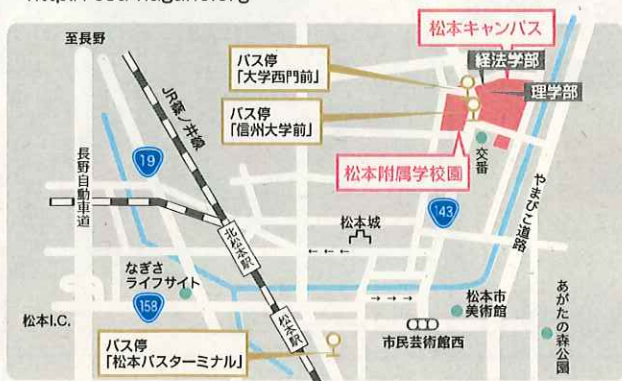 至長野
JR篠ノ井線
バス停
「大学西門前」
バス停
「信州大学前」
松本キャンパス
経法学部
理学部
松本附属学校園
交番
やまびこ道路
19
143
長野自動車道
北松本駅
松本城
なぎさ
ライフサイト
158
松本I.C.
松本駅
バス停
「松本バスターミナル」
松本市
美術館
市民芸術館西
あがたの森公園